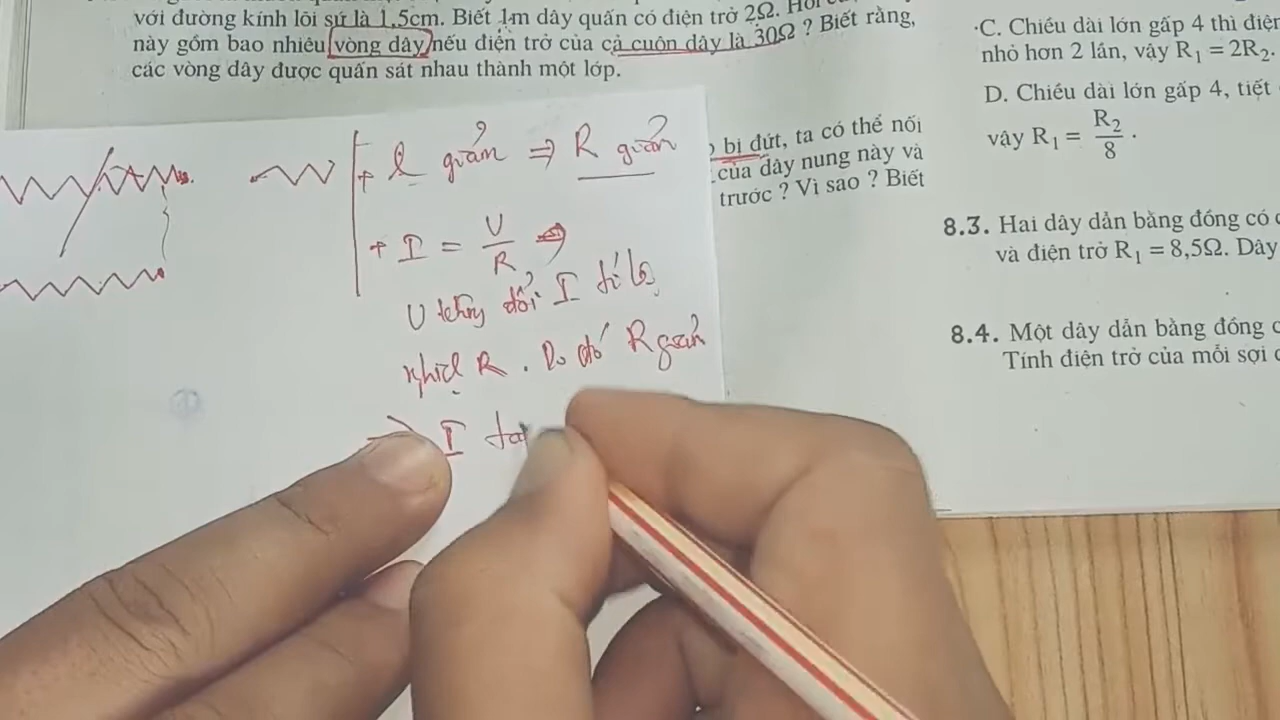 với đường kính lõi sứ là 1,5cm. Biết 1m dây quấn có điện trở 2Ω. Hỏi
này gồm bao nhiêu vòng dây nếu điện trở của cả cuộn dây là 30Ω ? Biết rằng,
các vòng dây được quấn sát nhau thành một lớp.
bị đứt, ta có thể nối
của dây nung này và
trước ? Vì sao ? Biết
+ l giảm ⇒ R giảm
+ I = U/R ⇒
U không đổi I tỉ lệ
nghịch R . Do đó R giảm
⇒ I
·C. Chiều dài lớn gấp 4 thì điện
nhỏ hơn 2 lần, vậy R₁ = 2R₂.
D. Chiều dài lớn gấp 4, tiết
vậy R₁ = R₂/8 .
8.3. Hai dây dẫn bằng đồng có
và điện trở R₁ = 8,5Ω. Dây
8.4. Một dây dẫn bằng đồng
Tính điện trở của mỗi sợi